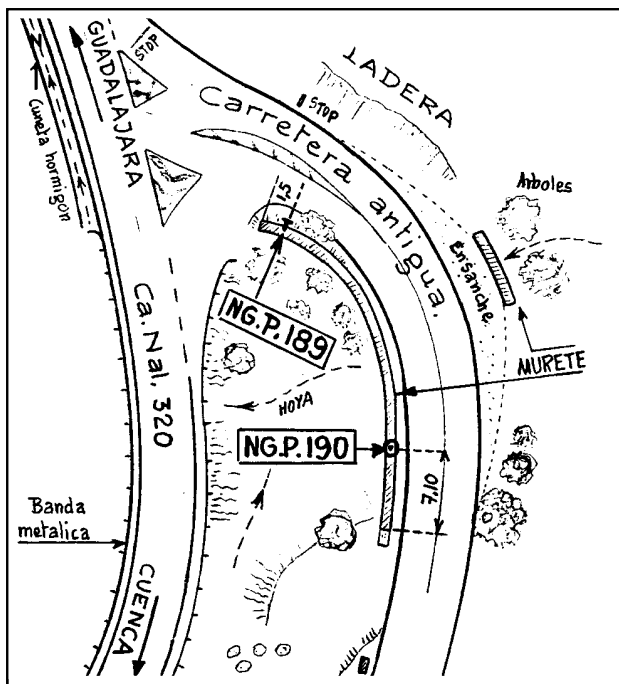 GUADALAJARA
STOP
Cuneta hormigón
LADERA
STOP
Carretera antigua.
Arboles
1,5
Ensanche
NG.P.189
MURETE
Ca. Nal. 320
HOYA
NG.P.190
7,10
Banda
metalica
CUENCA